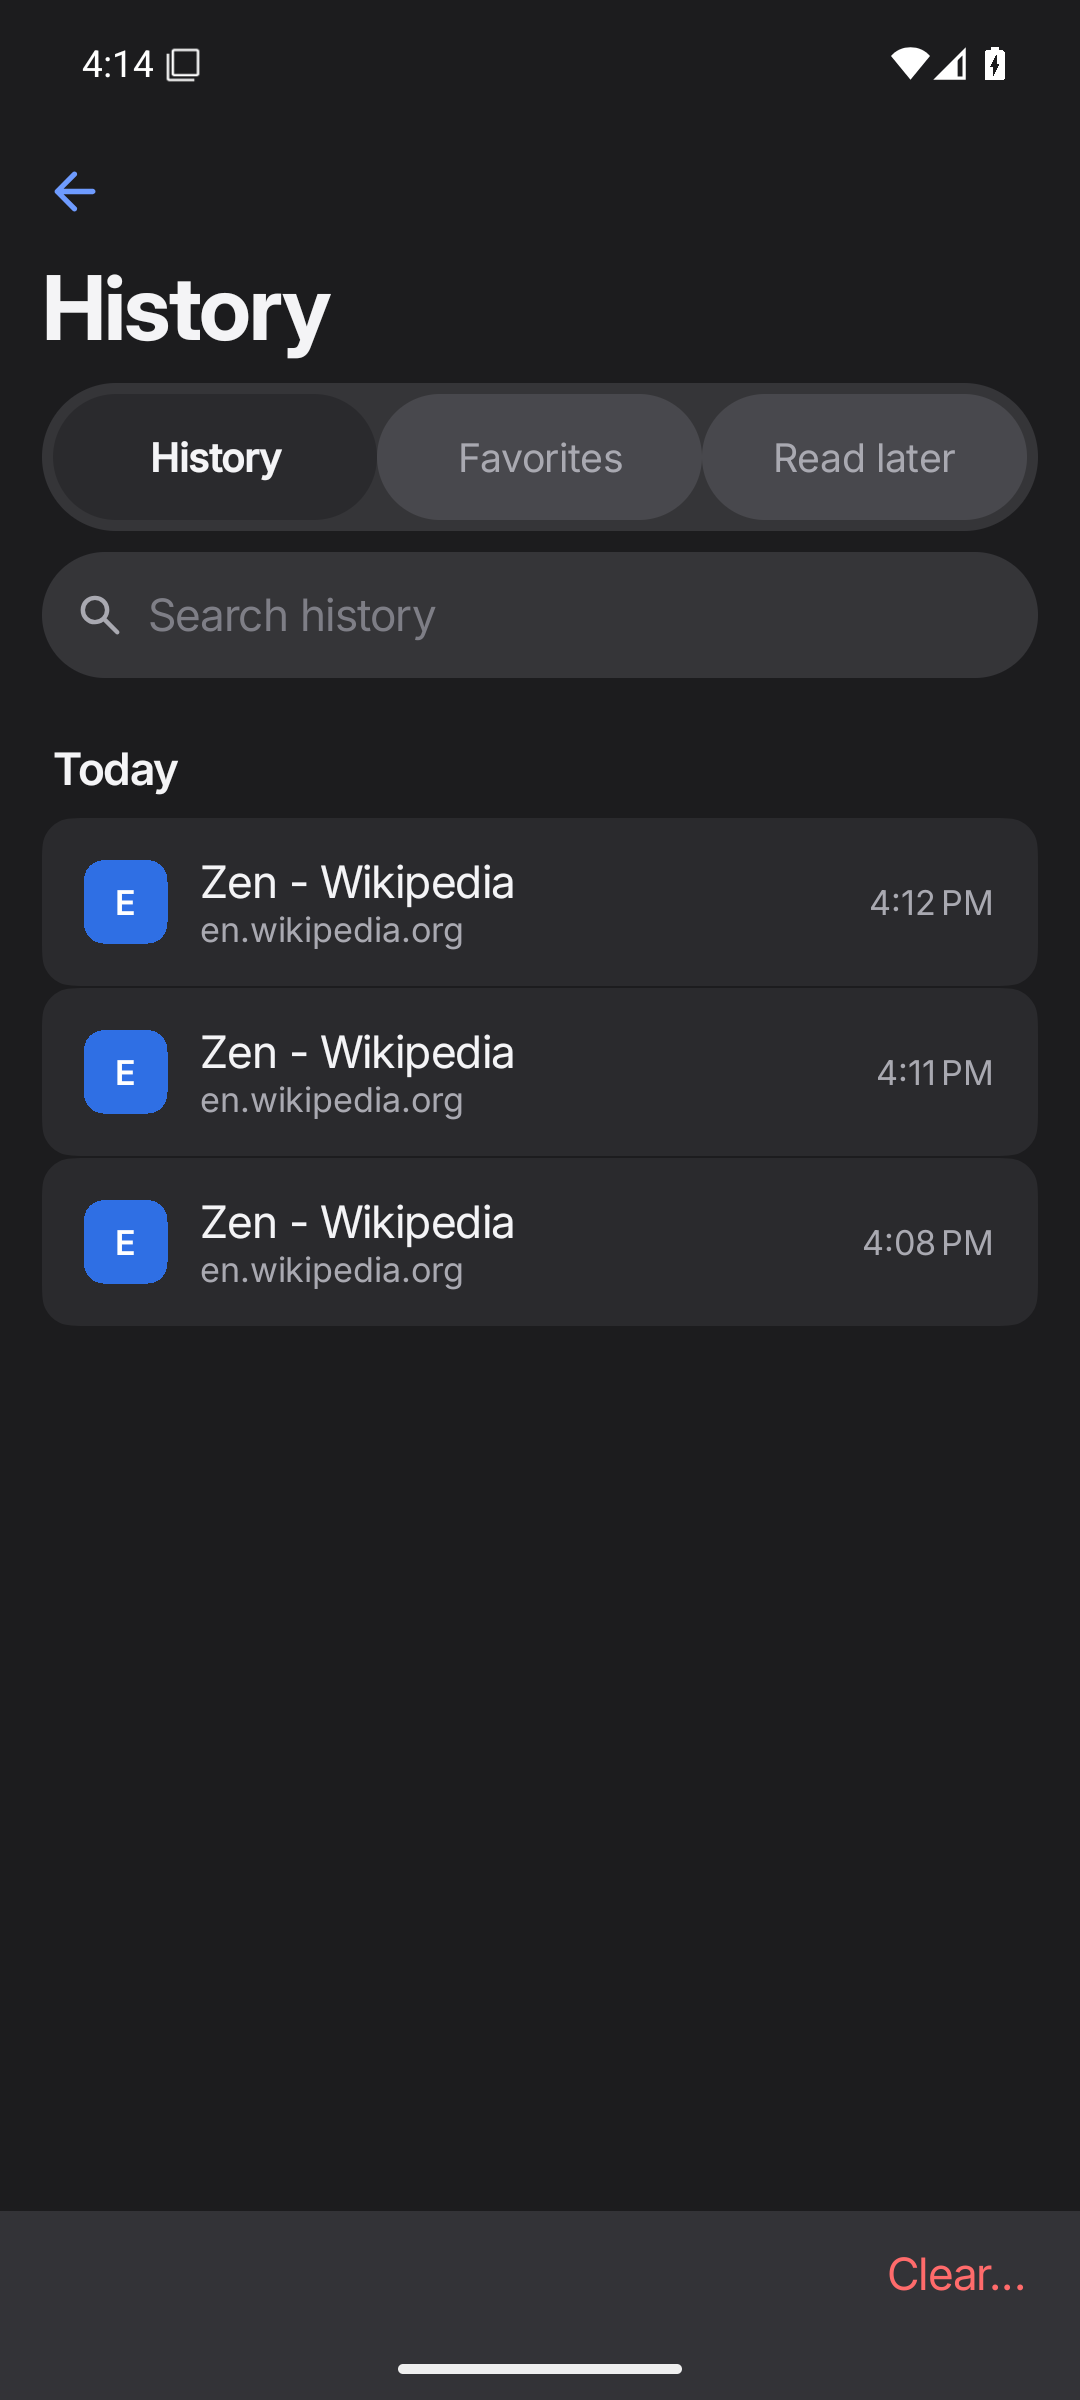 4:14
History
History Favorites Read later
Search history
Today
E Zen - Wikipedia
en.wikipedia.org 4:12 PM
E Zen - Wikipedia
en.wikipedia.org 4:11 PM
E Zen - Wikipedia
en.wikipedia.org 4:08 PM
Clear...